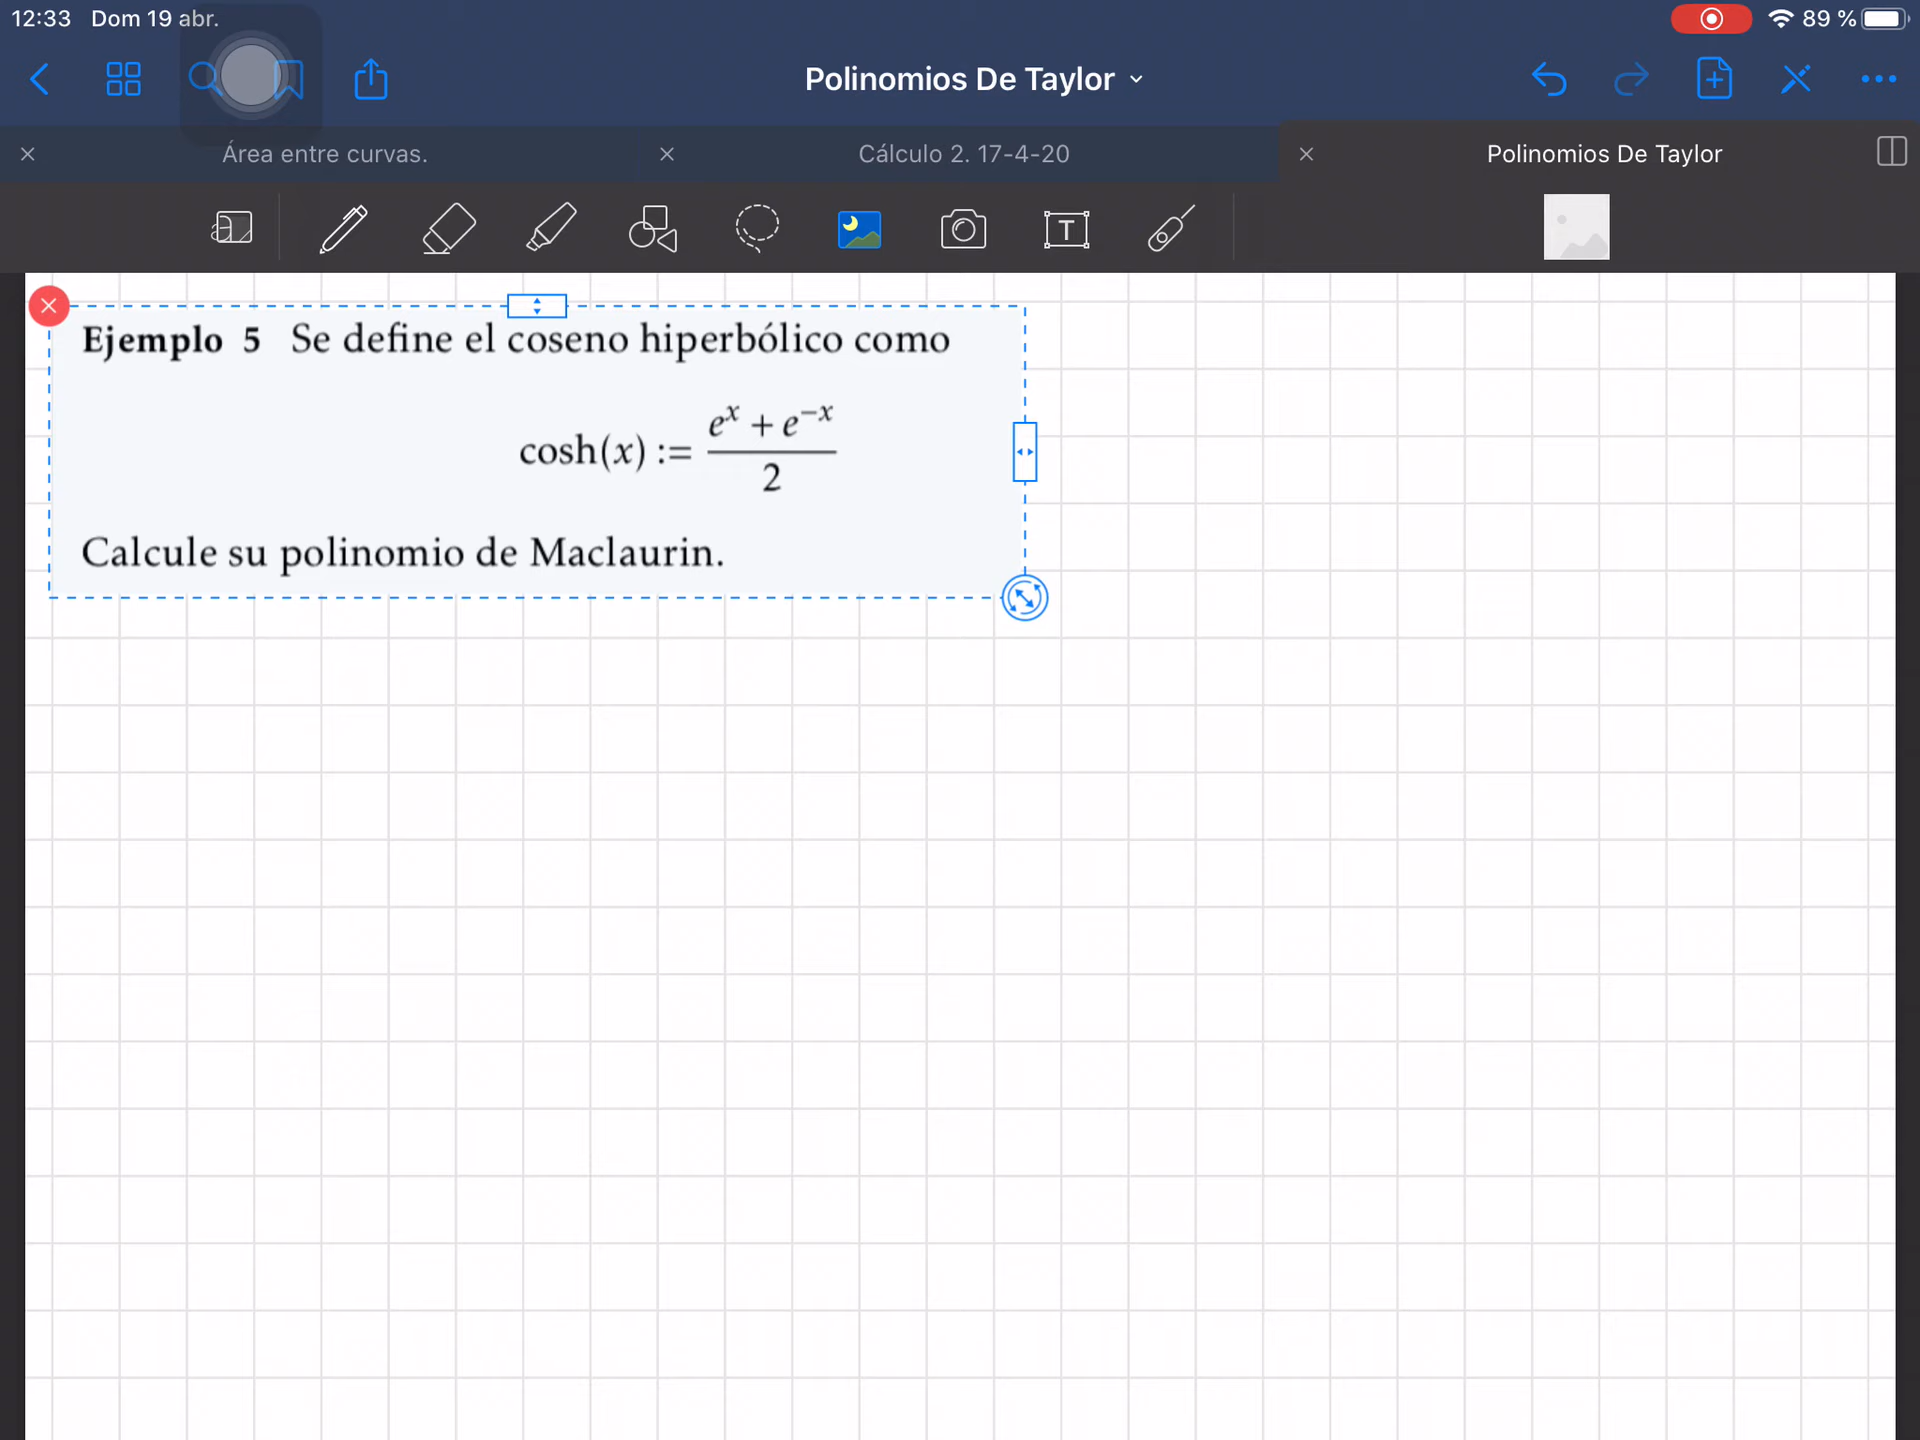 12:33 Dom 19 abr. 89 %
Polinomios De Taylor
Área entre curvas. Cálculo 2. 17-4-20 Polinomios De Taylor
T
Ejemplo 5 Se define el coseno hiperbólico como
cosh(x) := \frac{e^x + e^{-x}}{2}
Calcule su polinomio de Maclaurin.